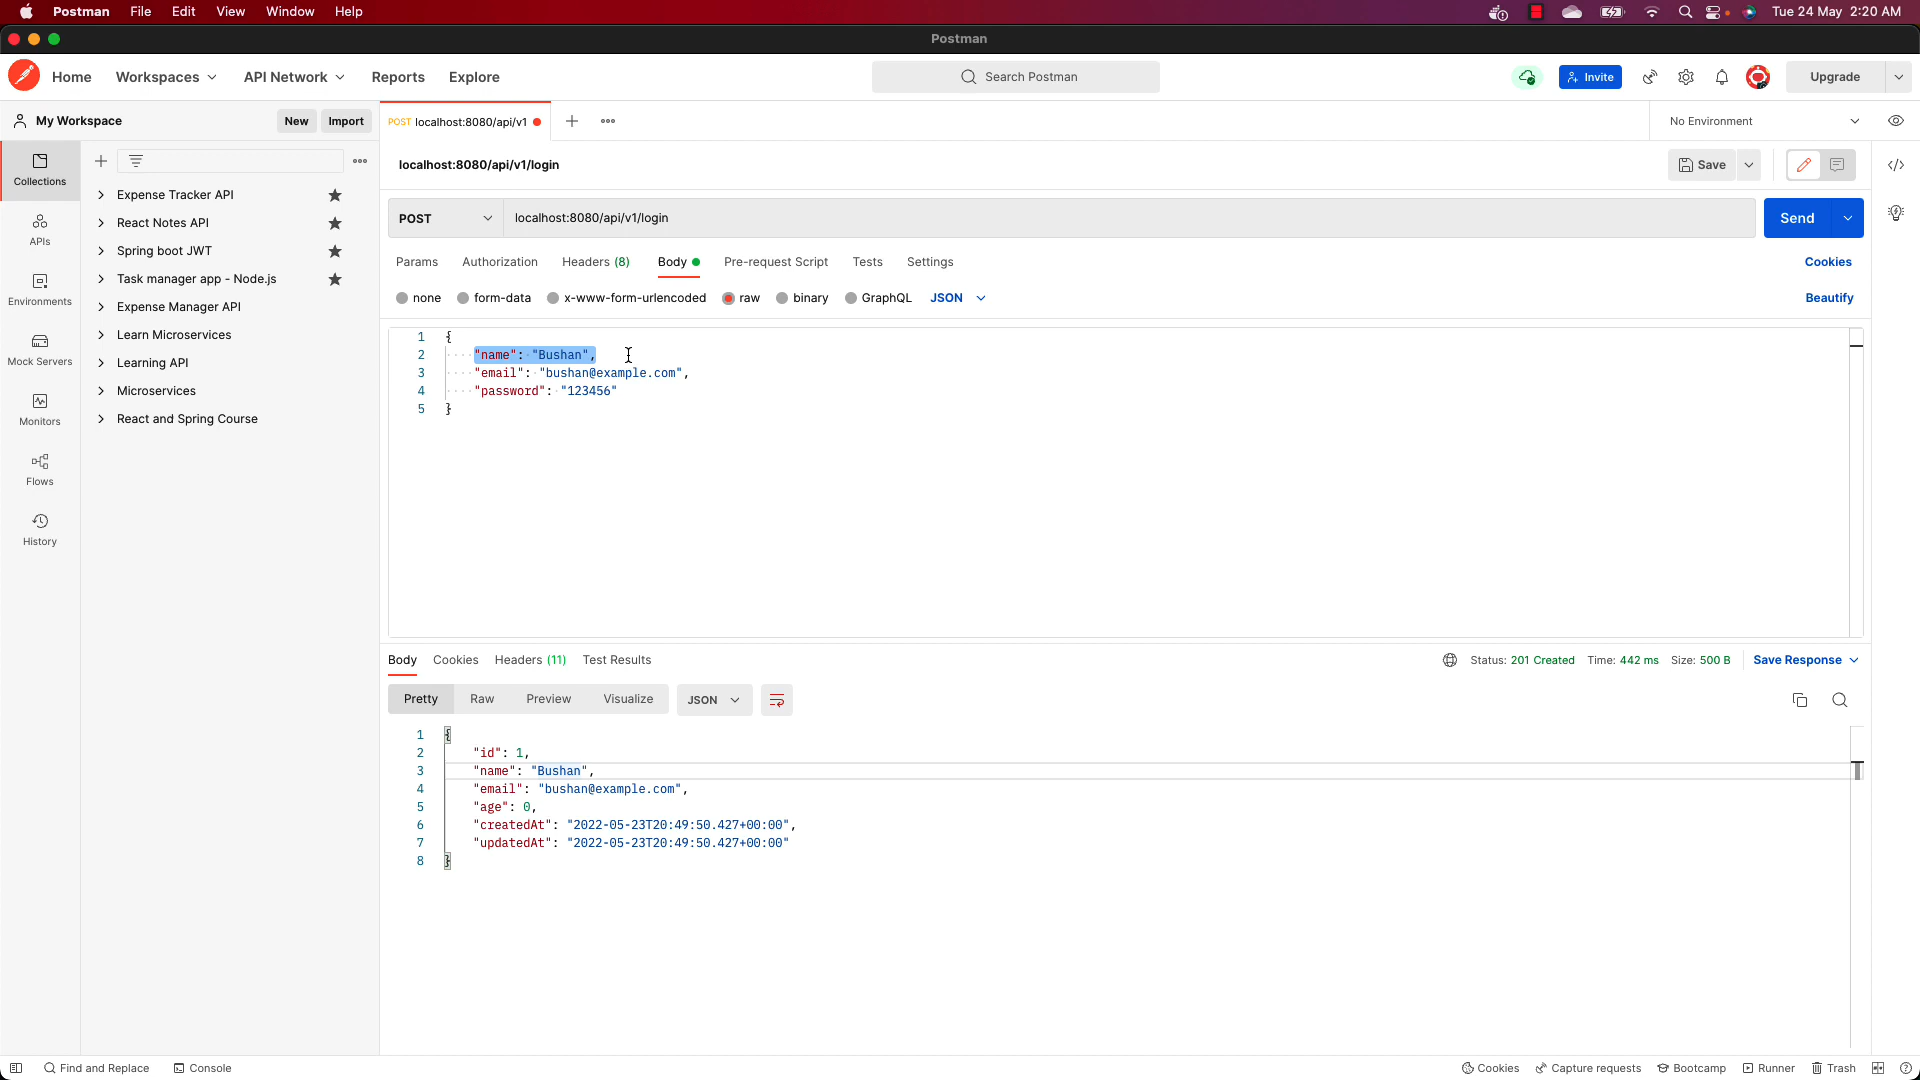 Postman File Edit View Window Help
Tue 24 May 2:20 AM
Postman
Home Workspaces API Network Reports Explore
Search Postman
Invite
Upgrade
My Workspace
New Import
POST localhost:8080/api/v1
No Environment
Collections
APIs
Environments
Mock Servers
Monitors
Flows
History
Expense Tracker API
React Notes API
Spring boot JWT
Task manager app - Node.js
Expense Manager API
Learn Microservices
Learning API
Microservices
React and Spring Course
localhost:8080/api/v1/login
Save
POST localhost:8080/api/v1/login
Send
Params Authorization Headers (8) Body Pre-request Script Tests Settings
Cookies
none form-data x-www-form-urlencoded raw binary GraphQL JSON
Beautify
1 {
2 "name": "Bushan",
3 "email": "bushan@example.com",
4 "password": "123456"
5 }
Body Cookies Headers (11) Test Results
Status: 201 Created Time: 442 ms Size: 500 B Save Response
Pretty Raw Preview Visualize JSON
1 {
2 "id": 1,
3 "name": "Bushan",
4 "email": "bushan@example.com",
5 "age": 0,
6 "createdAt": "2022-05-23T20:49:50.427+00:00",
7 "updatedAt": "2022-05-23T20:49:50.427+00:00"
8 }
Find and Replace Console
Cookies Capture requests Bootcamp Runner Trash